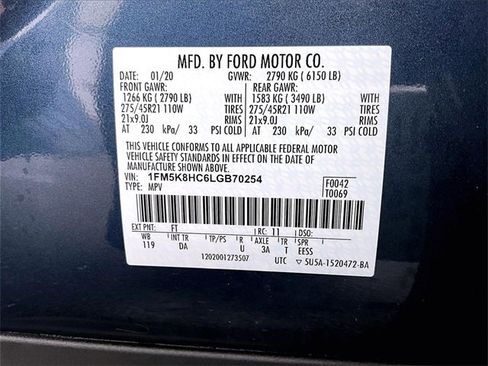 MFD. BY FORD MOTOR CO.
DATE: 01/20 GVWR: 2790 KG ( 6150 LB)
FRONT GAWR: REAR GAWR:
1266 KG ( 2790 LB) WITH 1583 KG ( 3490 LB) WITH
275/45R21 110W TIRES 275/45R21 110W TIRES
21x9.0J RIMS 21x9.0J RIMS
AT 230 kPa/ 33 PSI COLD AT 230 kPa/ 33 PSI COLD
THIS VEHICLE CONFORMS TO ALL APPLICABLE FEDERAL MOTOR
VEHICLE SAFETY STANDARDS IN EFFECT ON THE DATE OF
MANUFACTURE SHOWN ABOVE.
VIN: 1FM5K8HC6LGB70254 F0042
TYPE: MPV T0069
EXT PNT: FT RC: 11 DSO:
WB INT TR TP/PS R AXLE TR SPR
119 DA U 3A T EESS
1202001273507 UTC ▽ 5U5A-1520472-BA